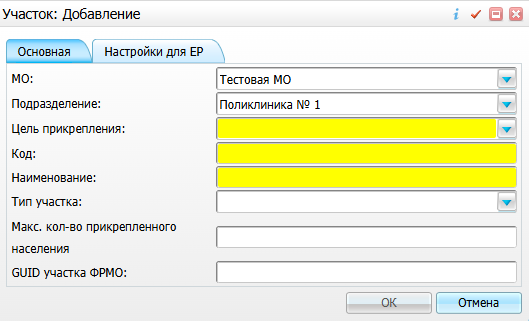 Участок: Добавление
Основная
Настройки для ЕР
МО:
Тестовая МО
Подразделение:
Поликлиника № 1
Цель прикрепления:
Код:
Наименование:
Тип участка:
Макс. кол-во прикрепленного
населения
GUID участка ФРМО:
OK
Отмена